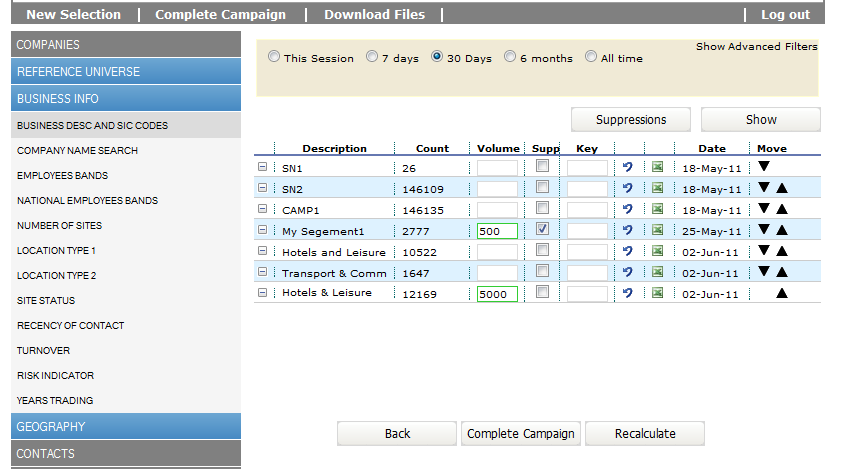 New Selection | Complete Campaign | Download Files | | Log out
COMPANIES
REFERENCE UNIVERSE
BUSINESS INFO
BUSINESS DESC AND SIC CODES
COMPANY NAME SEARCH
EMPLOYEES BANDS
NATIONAL EMPLOYEES BANDS
NUMBER OF SITES
LOCATION TYPE 1
LOCATION TYPE 2
SITE STATUS
RECENCY OF CONTACT
TURNOVER
RISK INDICATOR
YEARS TRADING
GEOGRAPHY
CONTACTS
Show Advanced Filters
This Session 7 days 30 Days 6 months All time
Suppressions Show
Description Count Volume Supp Key Date Move
SN1 26 18-May-11
SN2 146109 18-May-11
CAMP1 146135 18-May-11
My Segement1 2777 500 25-May-11
Hotels and Leisure 10522 02-Jun-11
Transport & Comm 1647 02-Jun-11
Hotels & Leisure 12169 5000 02-Jun-11
Back Complete Campaign Recalculate